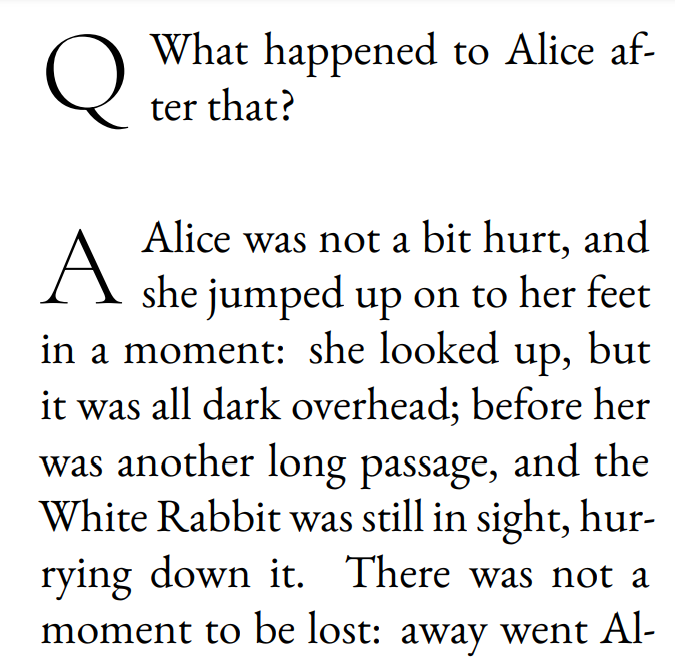 Q What happened to Alice af-
ter that?
A Alice was not a bit hurt, and
she jumped up on to her feet
in a moment: she looked up, but
it was all dark overhead; before her
was another long passage, and the
White Rabbit was still in sight, hur-
rying down it. There was not a
moment to be lost: away went Al-